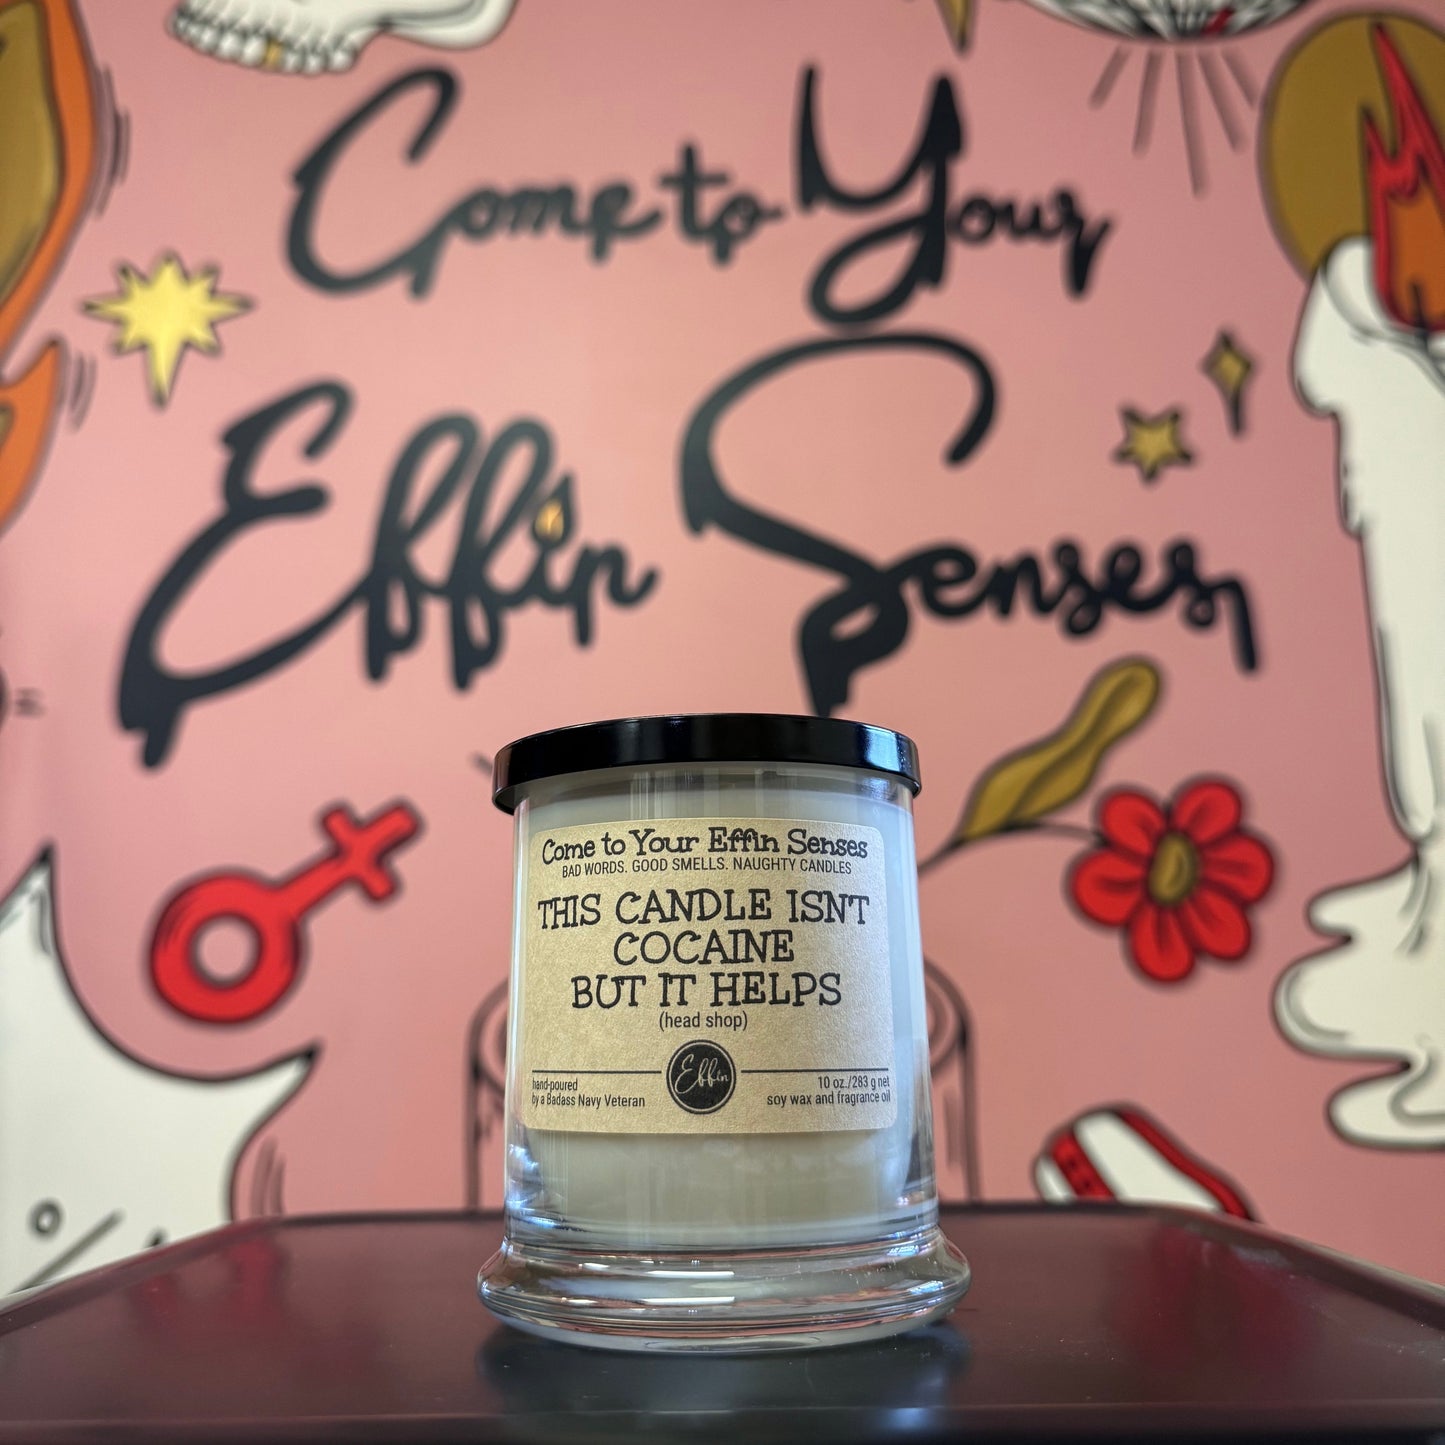 Come to Your
Effin Senses
Come to Your Effin Senses
BAD WORDS. GOOD SMELLS. NAUGHTY CANDLES
THIS CANDLE ISN'T
COCAINE
BUT IT HELPS
(head shop)
Effin
hand-poured
by a Badass Navy Veteran
10 oz./283 g net
soy wax and fragrance oil